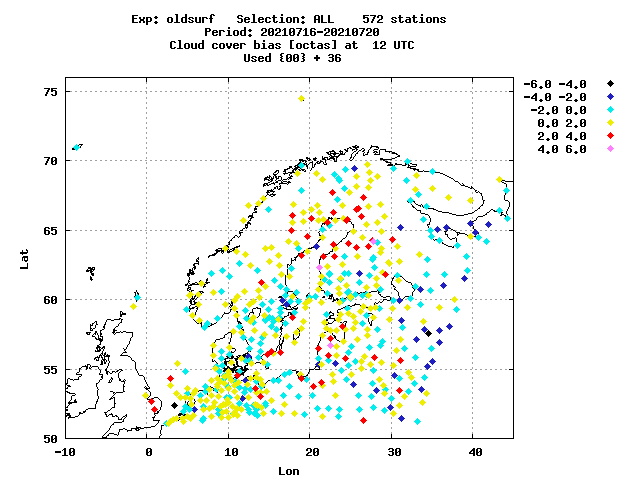 Exp: oldsurf   Selection: ALL    572 stations
Period: 20210716-20210720
Cloud cover bias [octas] at  12 UTC
Used {00} + 36
-6.0 -4.0
-4.0 -2.0
-2.0 0.0
0.0 2.0
2.0 4.0
4.0 6.0
75
70
65
60
55
50
Lat
-10 0 10 20 30 40
Lon